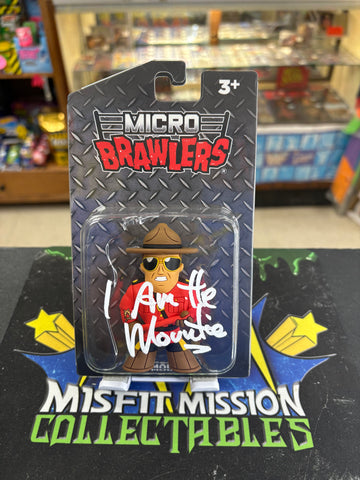 3+
MICRO
BRAWLERS®
I Am the
Mountie
MISFIT MISSION
COLLECTABLES